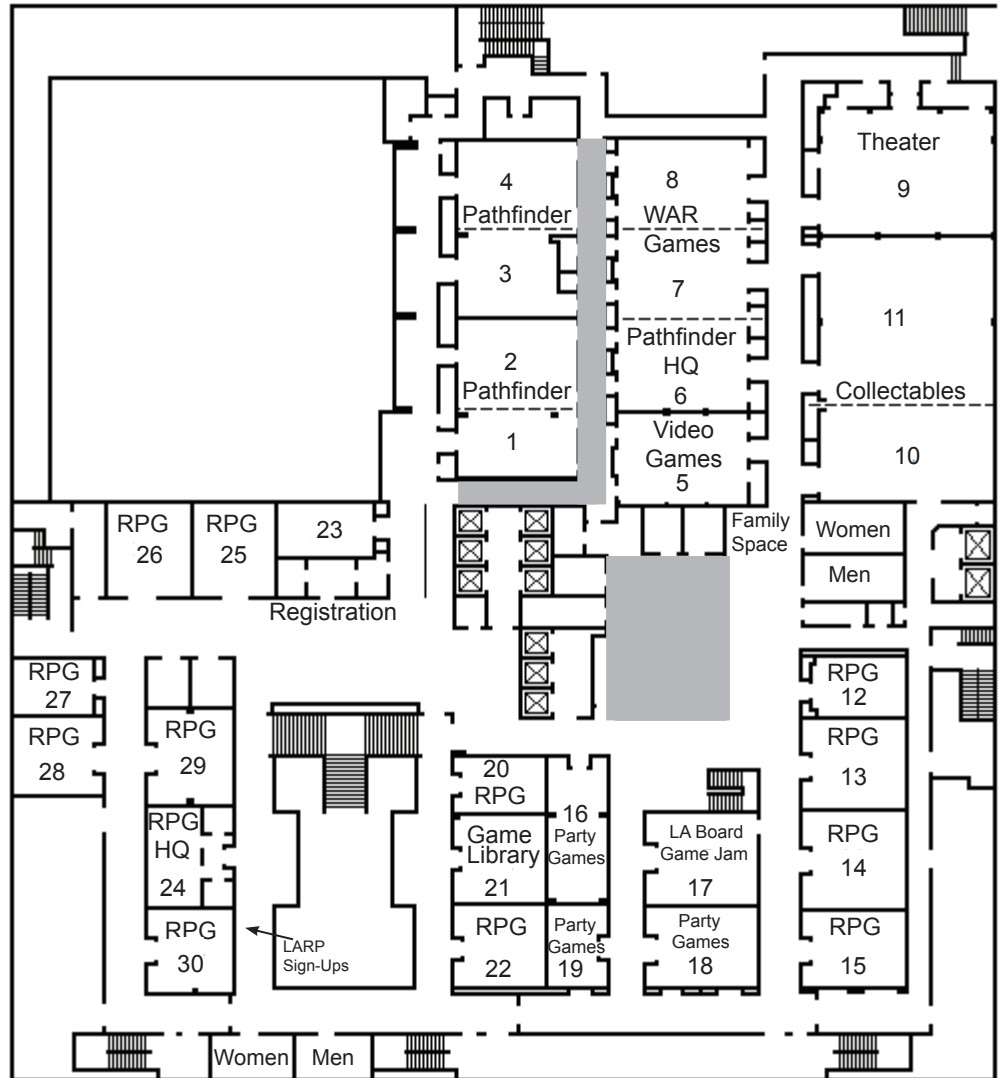 Theater
9
4
Pathfinder
3
8
WAR
Games
7
11
Collectables
10
2
Pathfinder
1
Pathfinder
HQ
6
Video
Games
5
RPG
26
RPG
25
23
Family
Space
Women
Men
Registration
RPG
27
RPG
28
RPG
29
RPG
HQ
24
RPG
30
LARP
Sign-Ups
20
RPG
Game
Library
21
RPG
22
16
Party
Games
Party
Games
19
LA Board
Game Jam
17
Party
Games
18
RPG
12
RPG
13
RPG
14
RPG
15
Women
Men